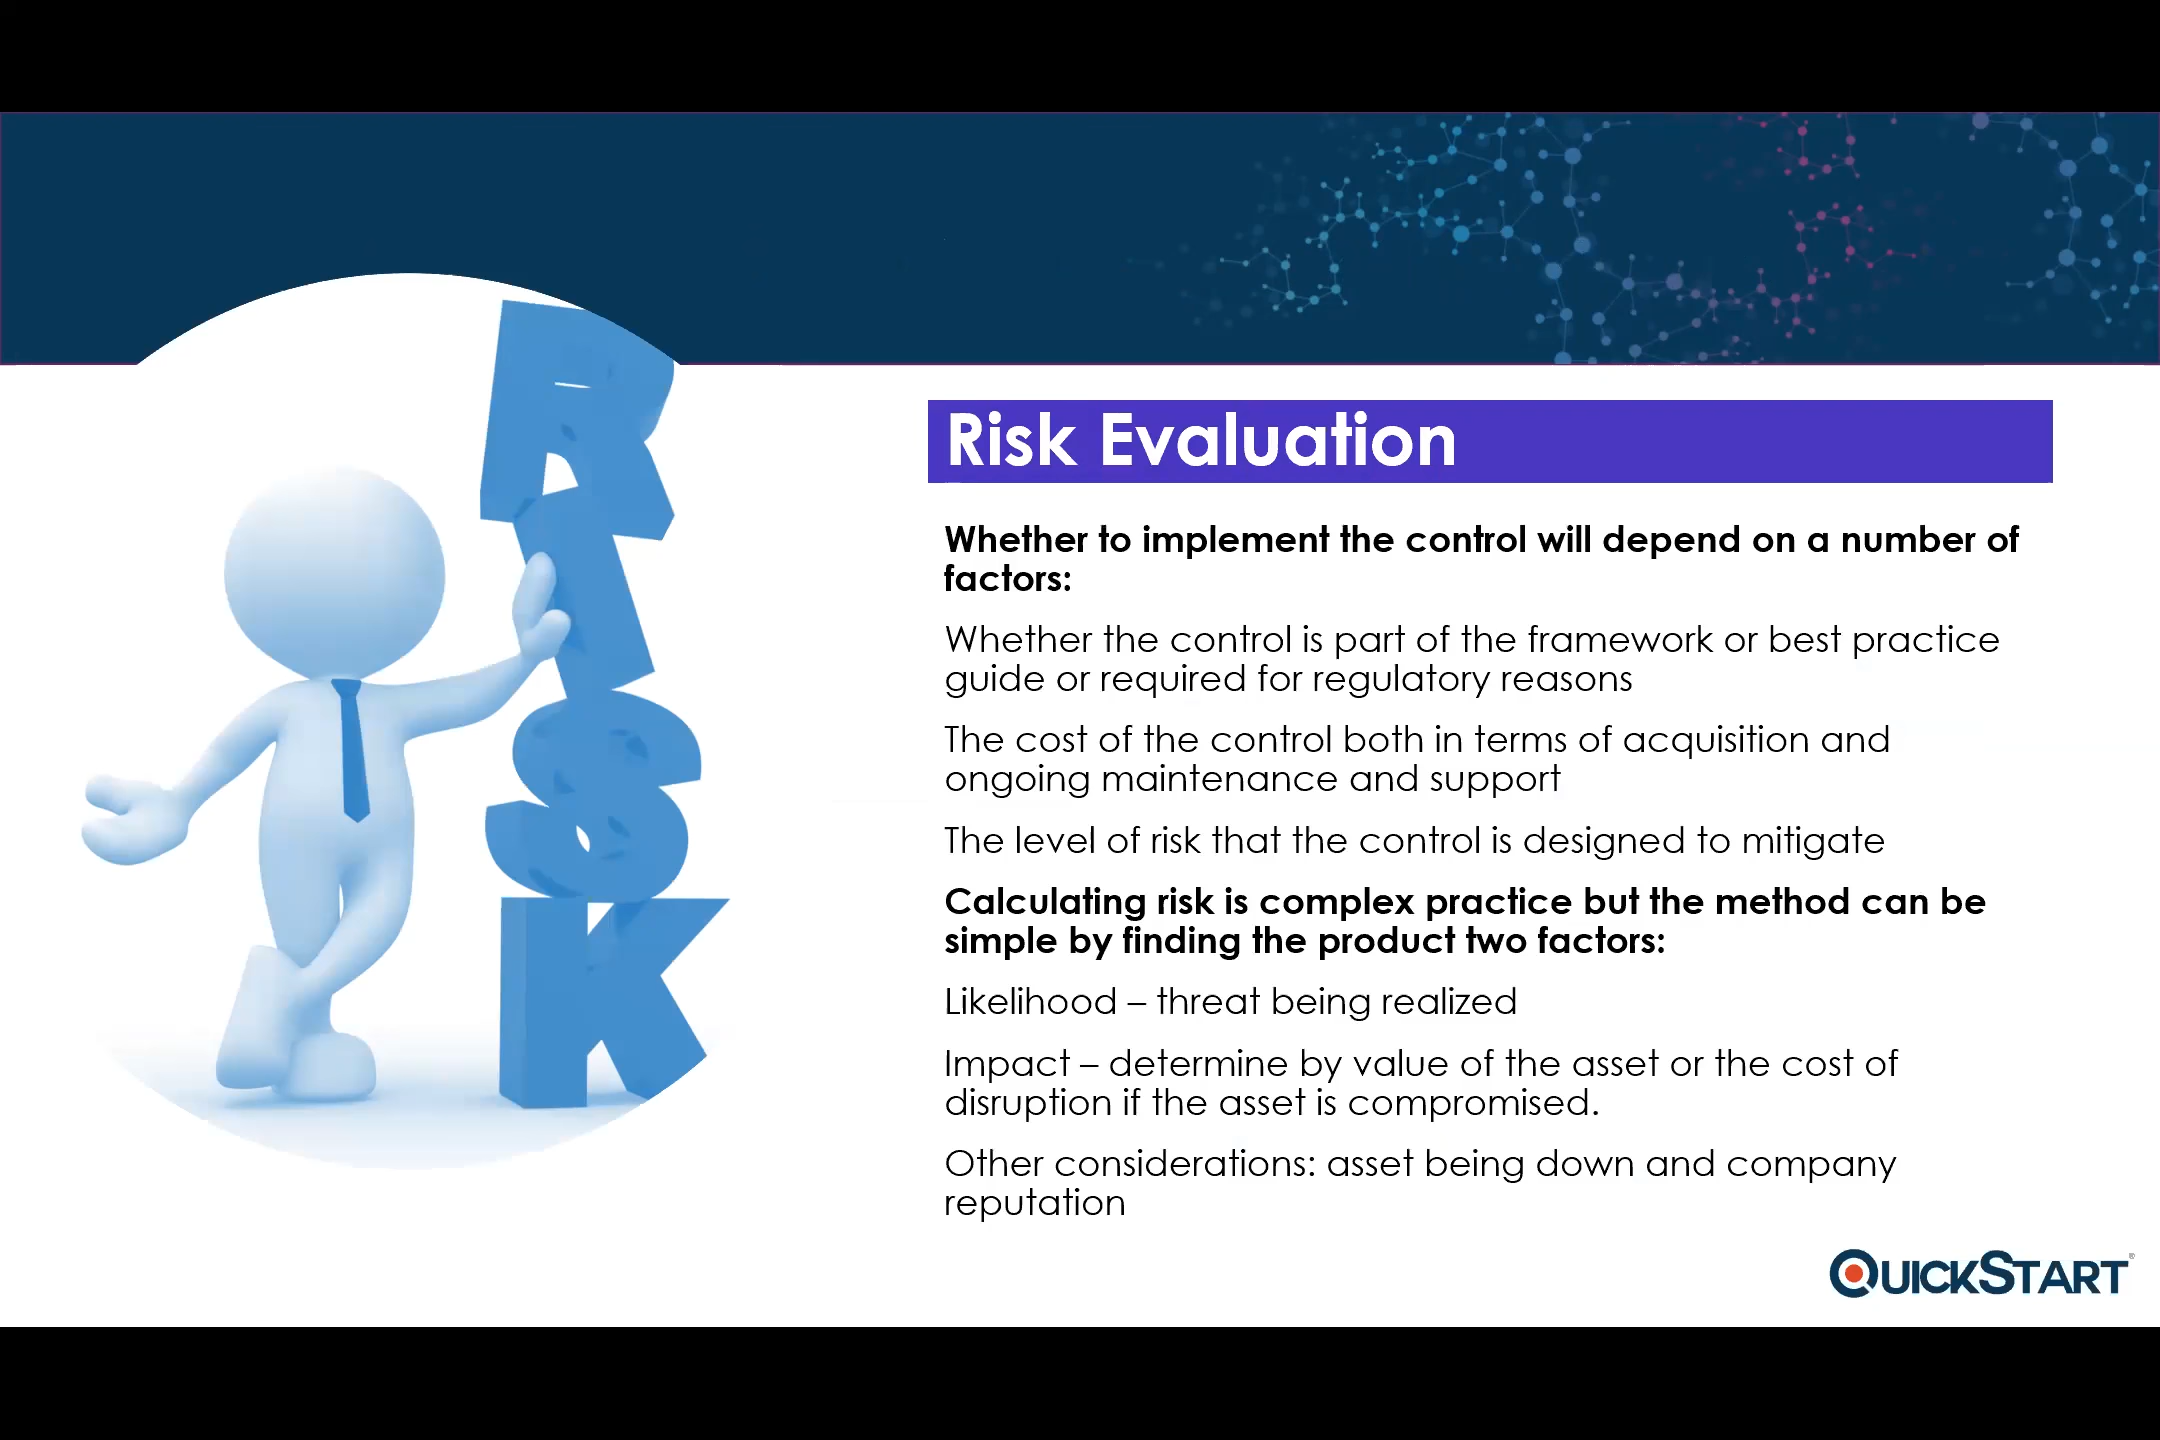 RISK
Risk Evaluation
Whether to implement the control will depend on a number of
factors:
Whether the control is part of the framework or best practice
guide or required for regulatory reasons
The cost of the control both in terms of acquisition and
ongoing maintenance and support
The level of risk that the control is designed to mitigate
Calculating risk is complex practice but the method can be
simple by finding the product two factors:
Likelihood – threat being realized
Impact – determine by value of the asset or the cost of
disruption if the asset is compromised.
Other considerations: asset being down and company
reputation
QUICKSTART®